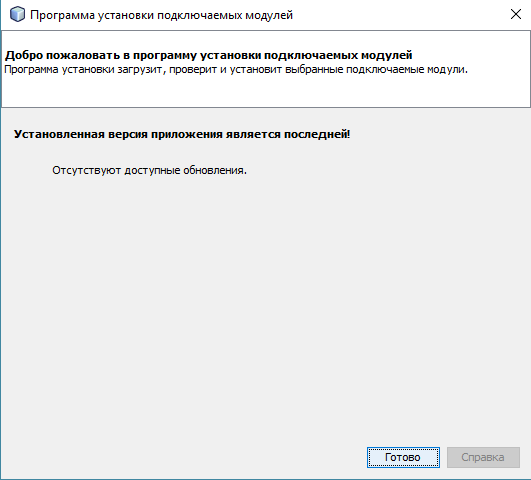 Программа установки подключаемых модулей
Добро пожаловать в программу установки подключаемых модулей
Программа установки загрузит, проверит и установит выбранные подключаемые модули.
Установленная версия приложения является последней!
Отсутствуют доступные обновления.
Готово
Справка